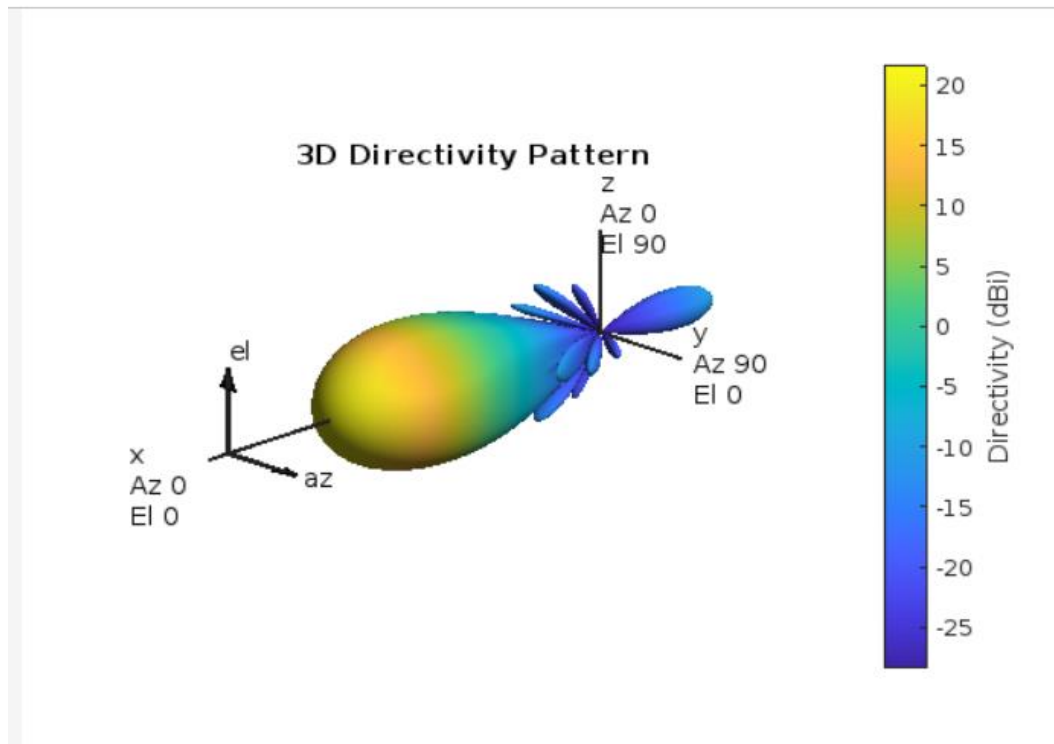 3D Directivity Pattern
z
Az 0
El 90
y
Az 90
El 0
el
az
x
Az 0
El 0
20
15
10
5
0
-5
-10
-15
-20
-25
Directivity (dBi)